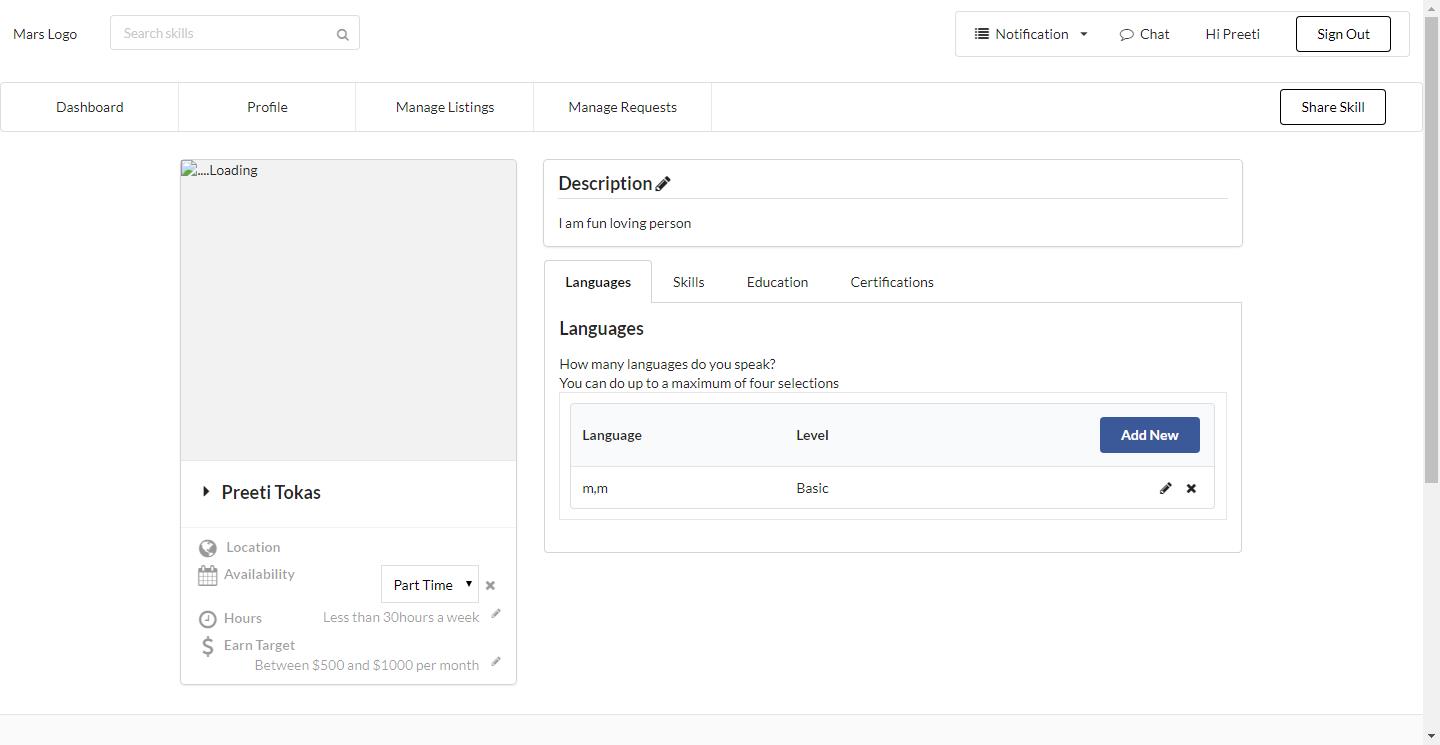 Mars Logo
Search skills
Notification
Chat
Hi Preeti
Sign Out
Dashboard
Profile
Manage Listings
Manage Requests
Share Skill
....Loading
Preeti Tokas
Location
Availability
Part Time
Hours
Less than 30hours a week
Earn Target
Between $500 and $1000 per month
Description
I am fun loving person
Languages
Skills
Education
Certifications
Languages
How many languages do you speak?
You can do up to a maximum of four selections
Language
Level
Add New
m,m
Basic